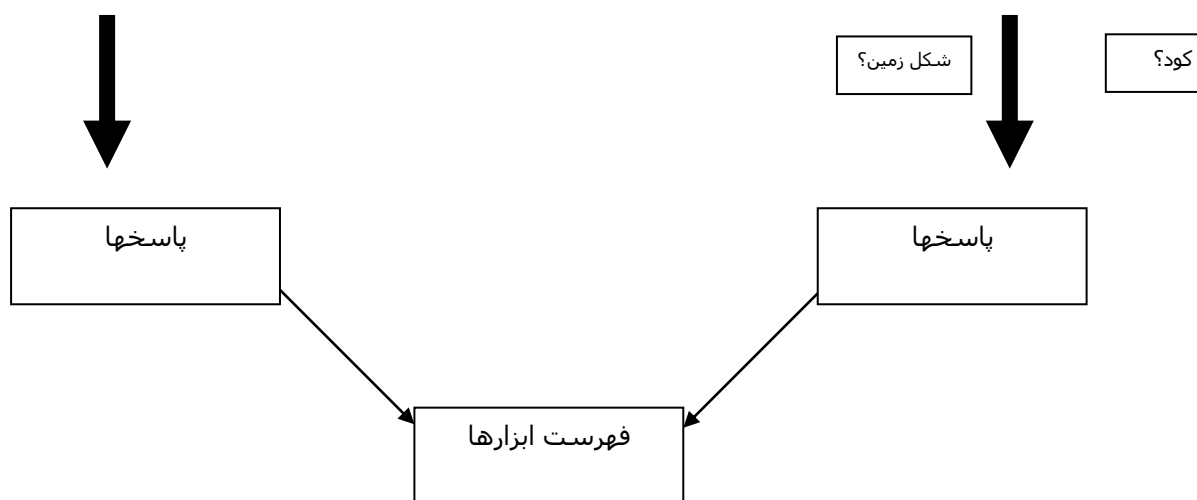 کود؟
شکل زمین؟
پاسخها
پاسخها
فهرست ابزارها